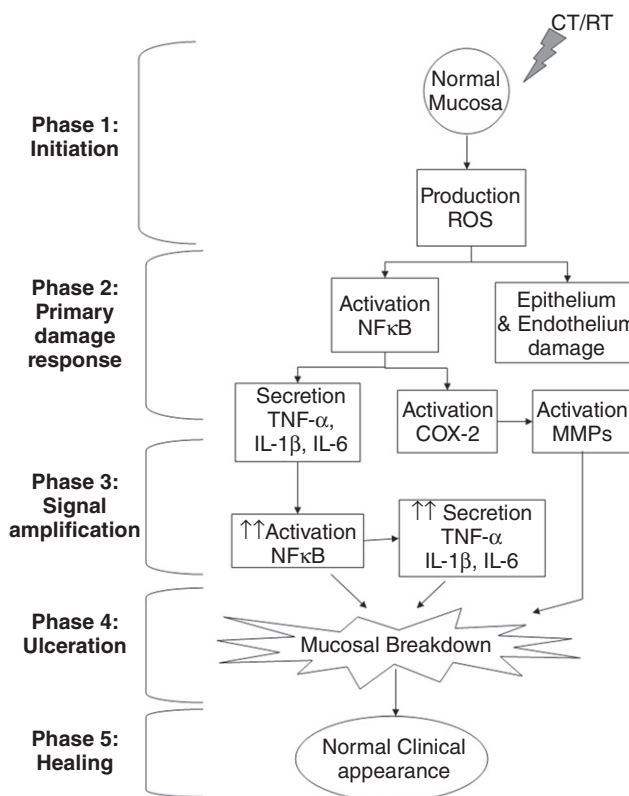 CT/RT
Normal
Mucosa
Phase 1:
Initiation
Production
ROS
Phase 2:
Primary
damage
response
Activation
NFκB
Epithelium
& Endothelium
damage
Secretion
TNF-α,
IL-1β, IL-6
Activation
COX-2
Activation
MMPs
Phase 3:
Signal
amplification
↑↑Activation
NFκB
↑↑ Secretion
TNF-α
IL-1β, IL-6
Phase 4:
Ulceration
Mucosal Breakdown
Phase 5:
Healing
Normal Clinical
appearance